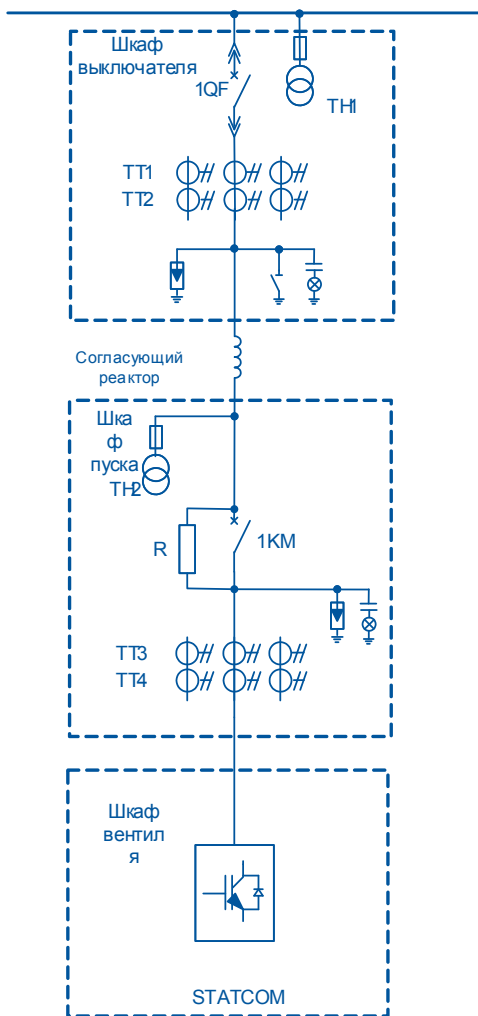 Шкаф
выключателя
1QF
ТН1
ТТ1
ТТ2
Согласующий
реактор
Шка
ф
пуска
ТН2
R
1КМ
ТТ3
ТТ4
Шкаф
вентил
я
STATCOM